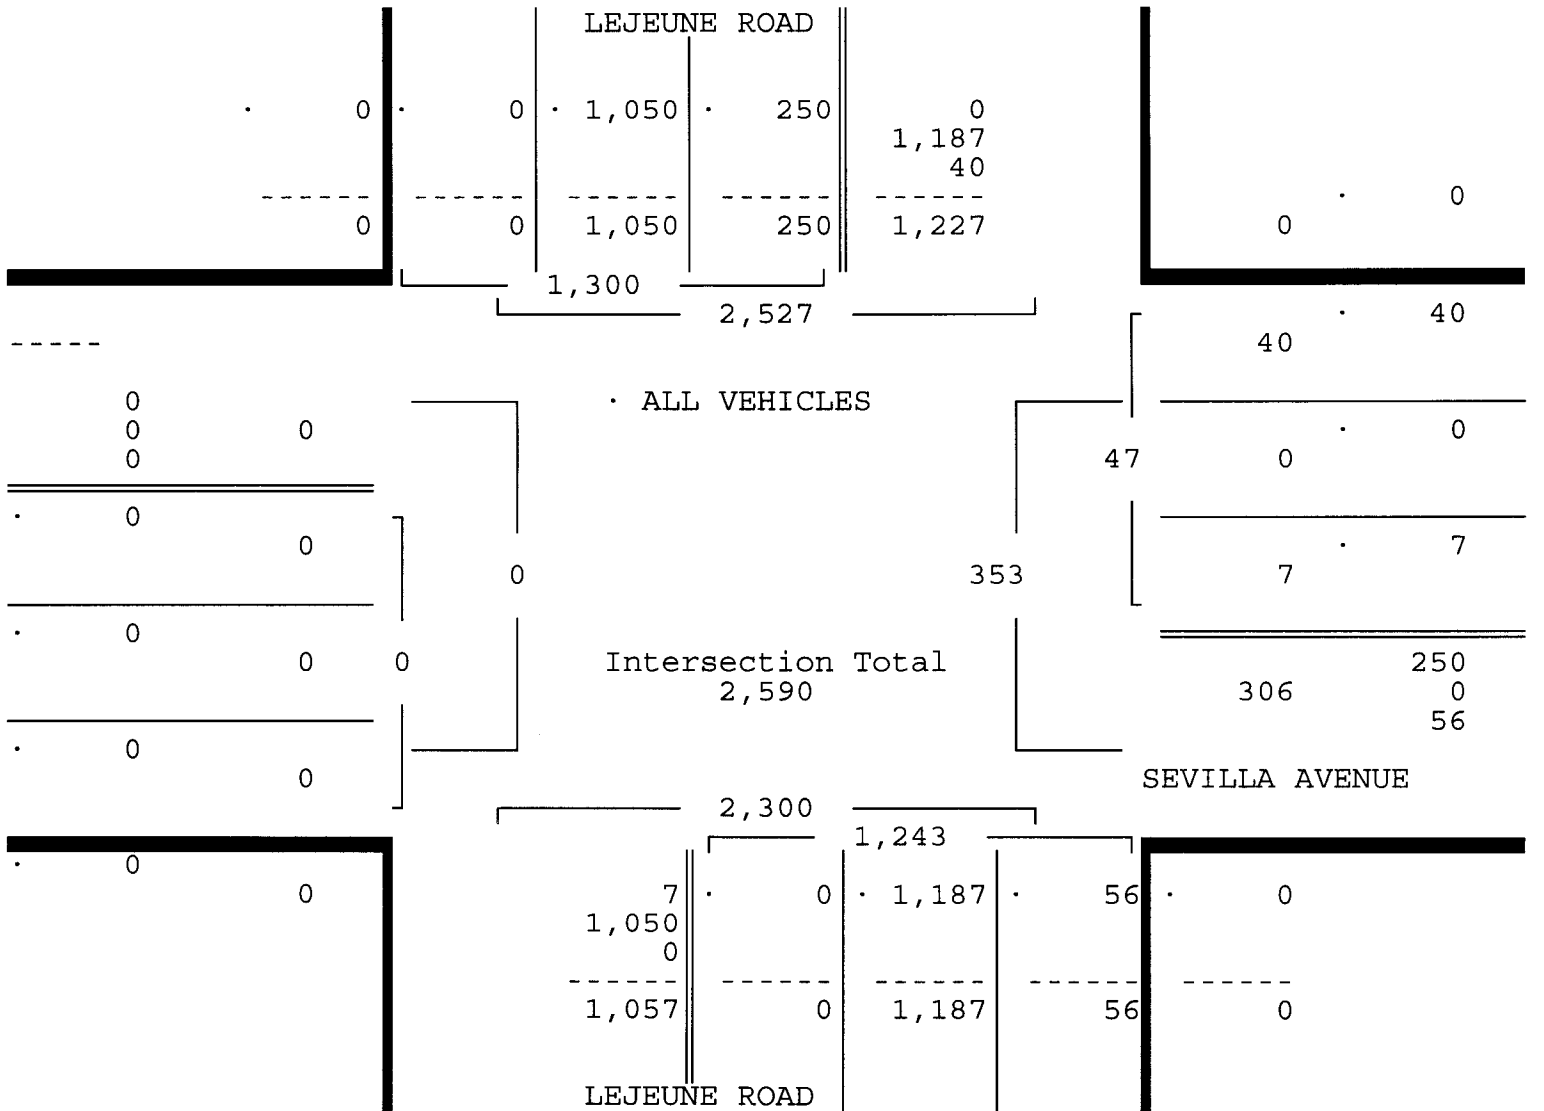 LEJEUNE ROAD
· 0 · 0 · 1,050 · 250 0
1,187
40
------ ------ ------ ------ ------
· 0
0 0 1,050 250 1,227 0
1,300
2,527 · 40
----- 40
0 · ALL VEHICLES
0 0 · 0
0 47 0
· 0
0 · 7
0 353 7
· 0
0 0 Intersection Total 250
2,590 306 0
56
· 0
0 SEVILLA AVENUE
2,300
1,243
· 0
0 7 · 0 · 1,187 · 56 · 0
1,050
0
------ ------ ------ ------ ------
1,057 0 1,187 56 0
LEJEUNE ROAD